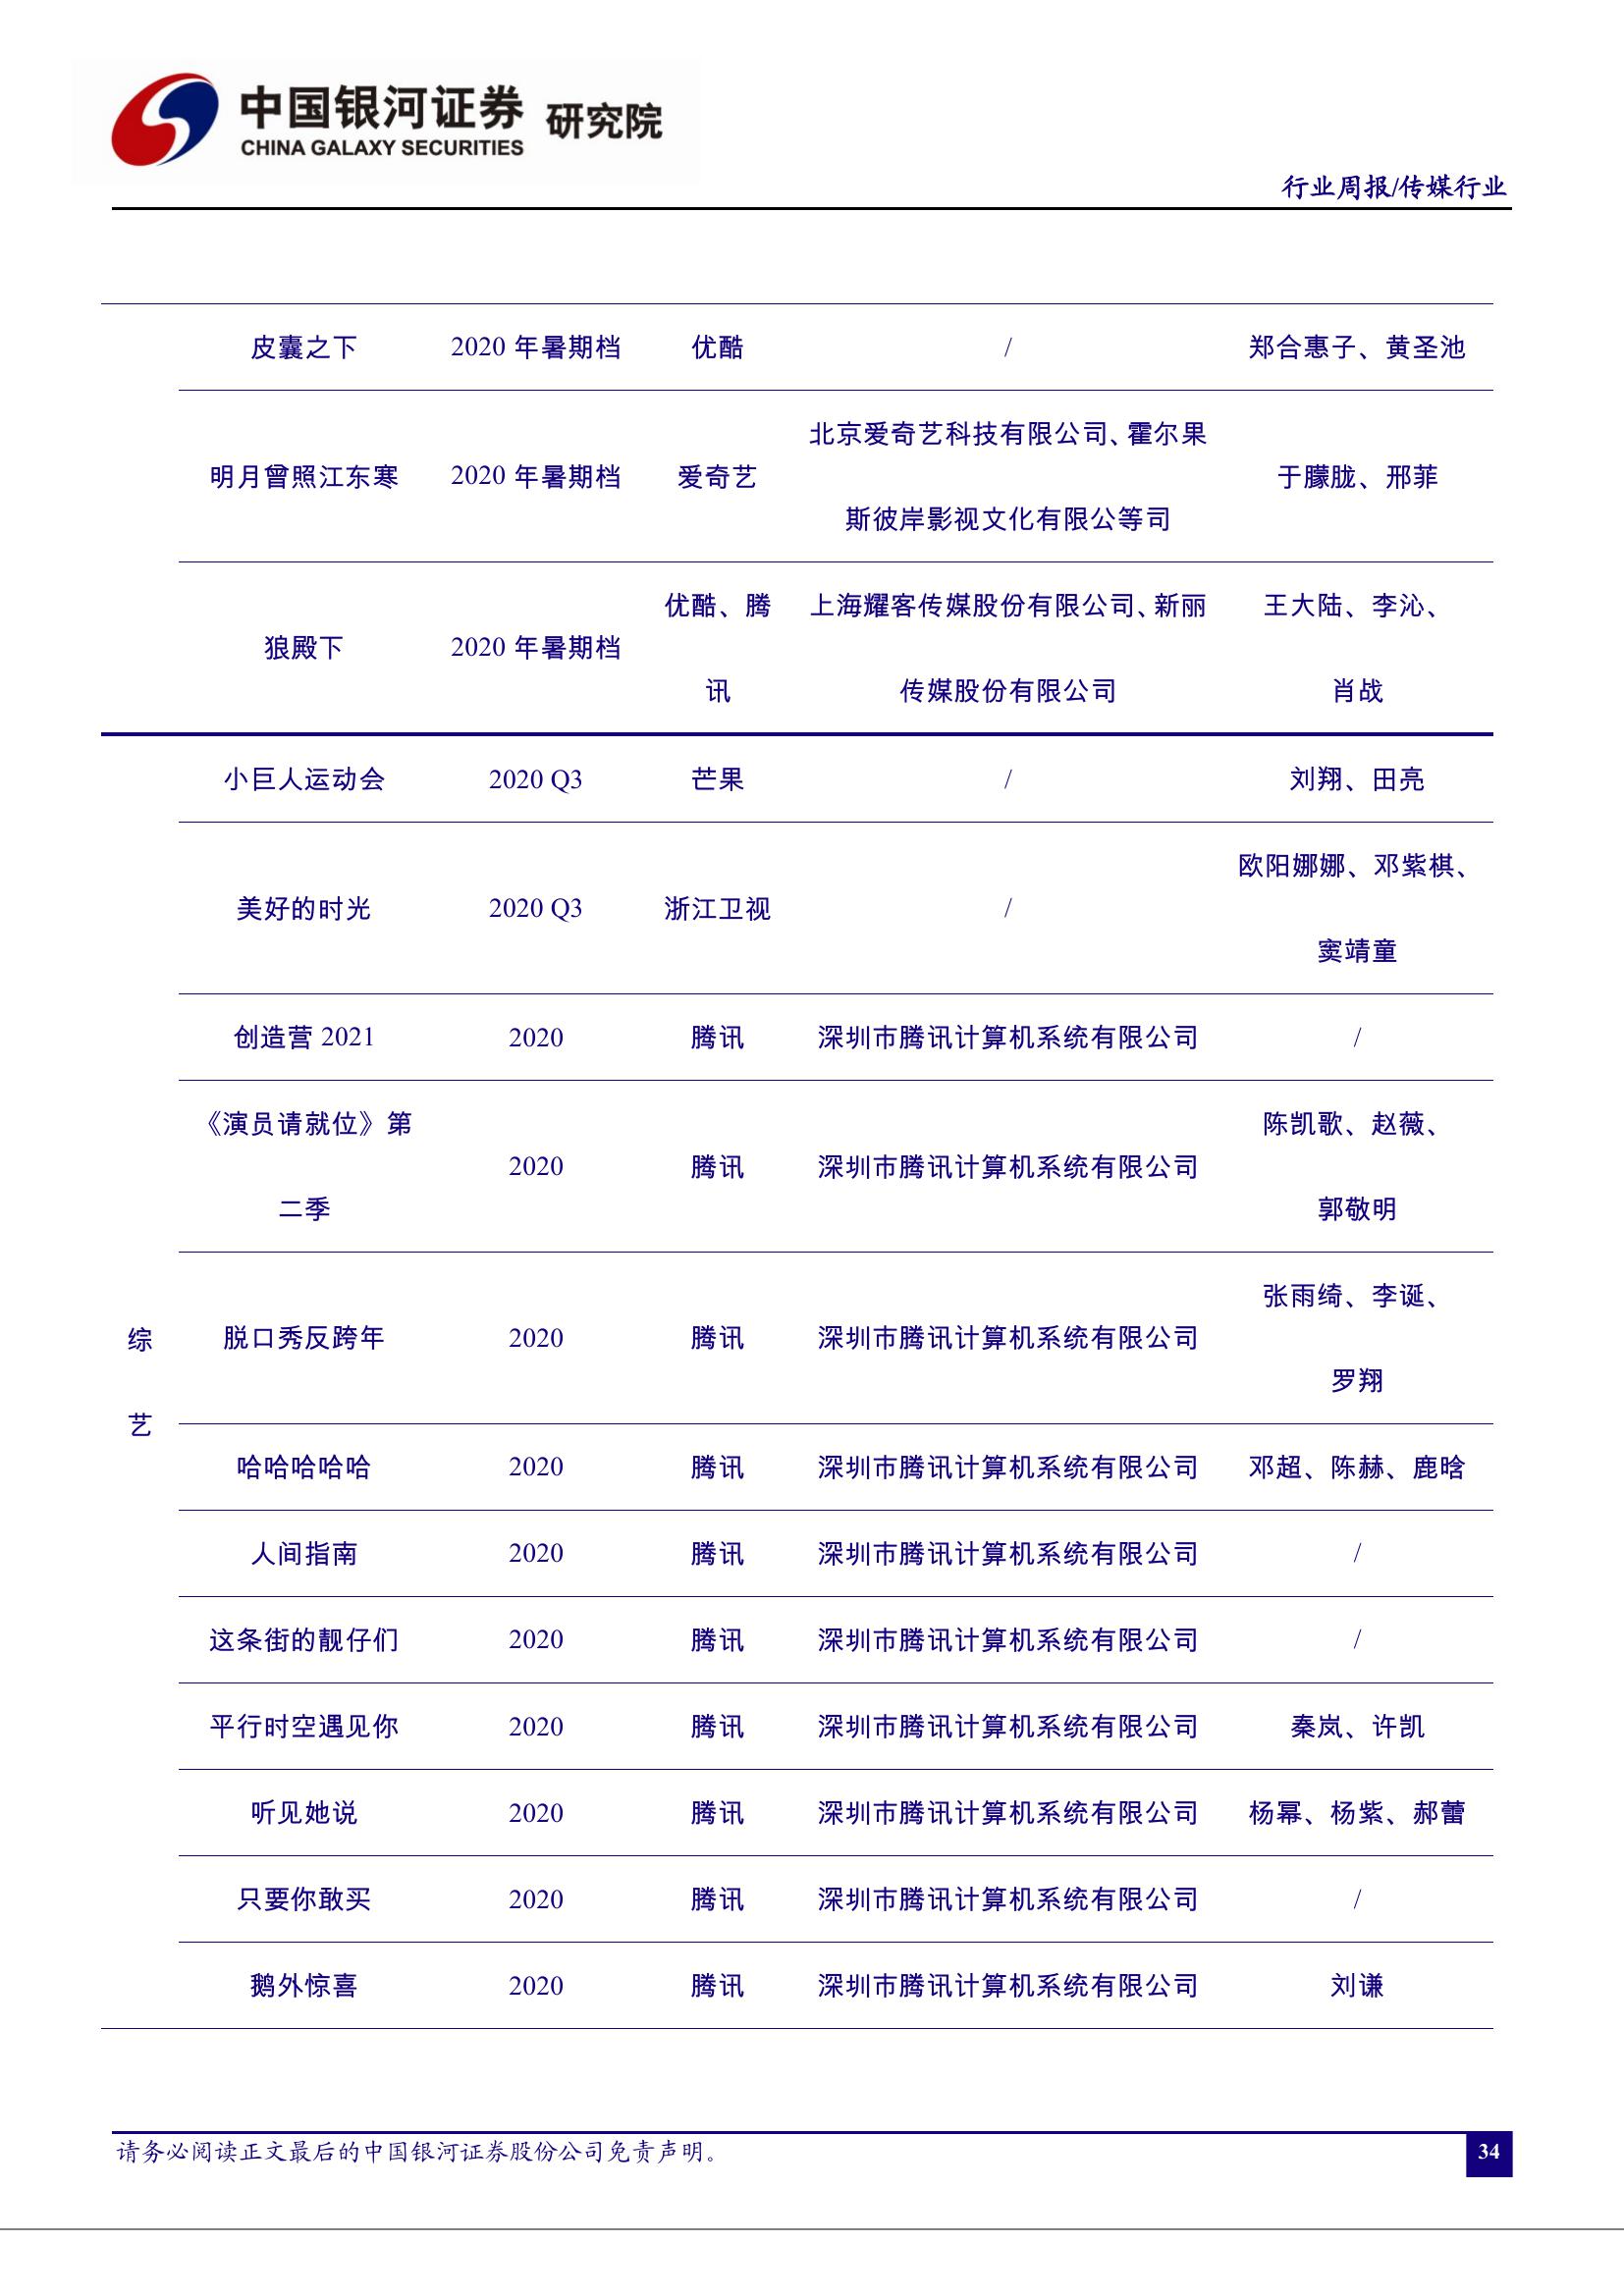 中国银河证券 研究院
CHINA GALAXY SECURITIES
行业周报/传媒行业
皮囊之下 2020 年暑期档 优酷 / 郑合惠子、黄圣池
北京爱奇艺科技有限公司、霍尔果
明月曾照江东寒 2020 年暑期档 爱奇艺 于朦胧、邢菲
斯彼岸影视文化有限公等司
优酷、腾 上海耀客传媒股份有限公司、新丽 王大陆、李沁、
狼殿下 2020 年暑期档
讯 传媒股份有限公司 肖战
小巨人运动会 2020 Q3 芒果 / 刘翔、田亮
欧阳娜娜、邓紫棋、
美好的时光 2020 Q3 浙江卫视 /
窦靖童
创造营 2021 2020 腾讯 深圳市腾讯计算机系统有限公司 /
《演员请就位》第 陈凯歌、赵薇、
2020 腾讯 深圳市腾讯计算机系统有限公司
二季 郭敬明
张雨绮、李诞、
综 脱口秀反跨年 2020 腾讯 深圳市腾讯计算机系统有限公司
罗翔
艺
哈哈哈哈哈 2020 腾讯 深圳市腾讯计算机系统有限公司 邓超、陈赫、鹿晗
人间指南 2020 腾讯 深圳市腾讯计算机系统有限公司 /
这条街的靓仔们 2020 腾讯 深圳市腾讯计算机系统有限公司 /
平行时空遇见你 2020 腾讯 深圳市腾讯计算机系统有限公司 秦岚、许凯
听见她说 2020 腾讯 深圳市腾讯计算机系统有限公司 杨幂、杨紫、郝蕾
只要你敢买 2020 腾讯 深圳市腾讯计算机系统有限公司 /
鹅外惊喜 2020 腾讯 深圳市腾讯计算机系统有限公司 刘谦
请务必阅读正文最后的中国银河证券股份公司免责声明。
34